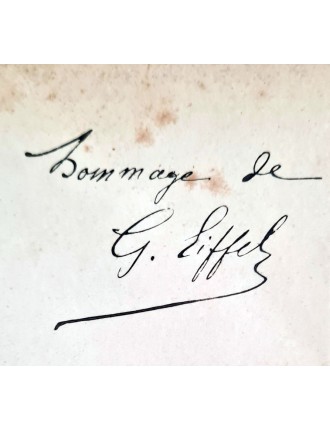 hommage de
G. Eiffel